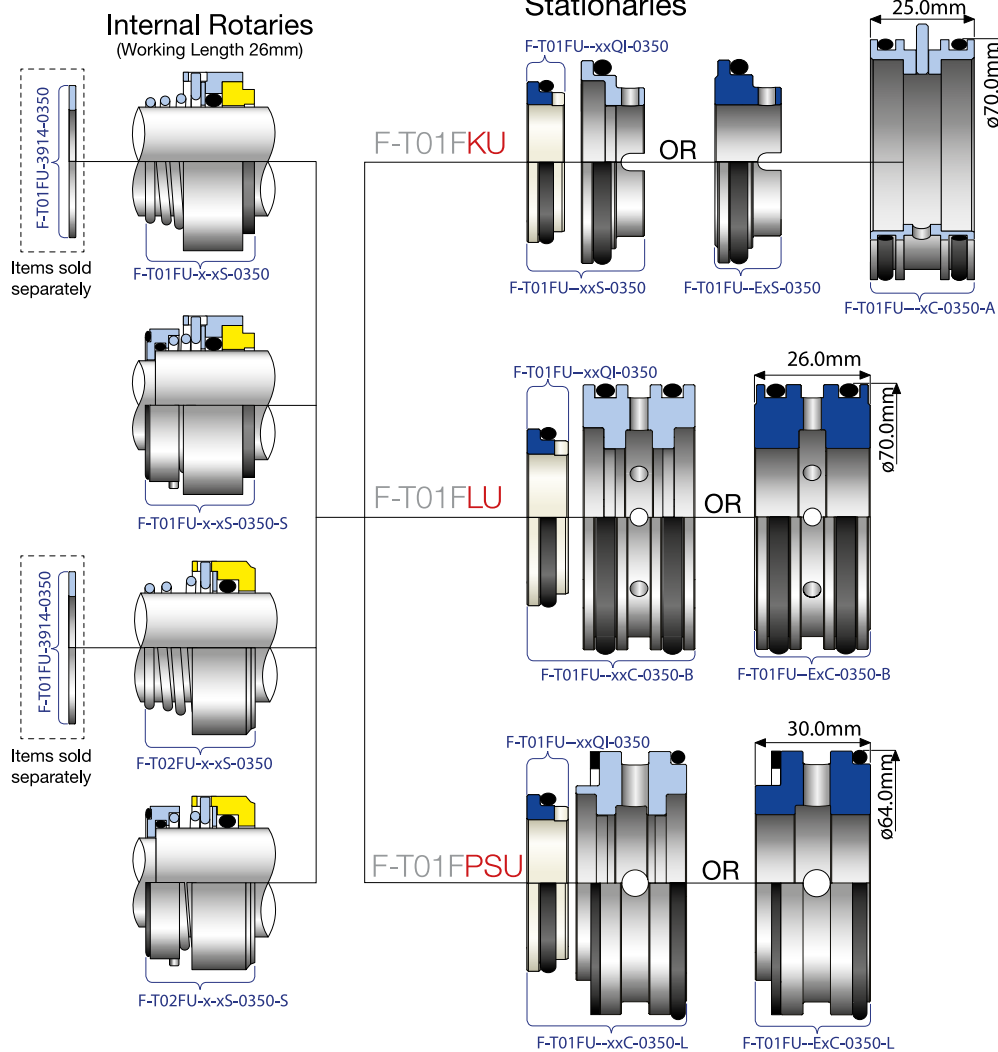 Internal Rotaries
(Working Length 26mm)
F-T01FU-3914-0350
Items sold
separately
F-T01FU-x-xS-0350
F-T01FU-x-xS-0350-S
F-T01FU-3914-0350
Items sold
separately
F-T02FU-x-xS-0350
F-T02FU-x-xS-0350-S
Stationaries
F-T01FKU
F-T01FU--xxQI-0350
F-T01FU--xxS-0350
OR
F-T01FU--ExS-0350
25.0mm
ø70.0mm
F-T01FU---xC-0350-A
F-T01FLU
F-T01FU--xxQI-0350
F-T01FU--xxC-0350-B
OR
26.0mm
ø70.0mm
F-T01FU--ExC-0350-B
F-T01FPSU
F-T01FU--xxQI-0350
F-T01FU--xxC-0350-L
OR
30.0mm
ø64.0mm
F-T01FU--ExC-0350-L